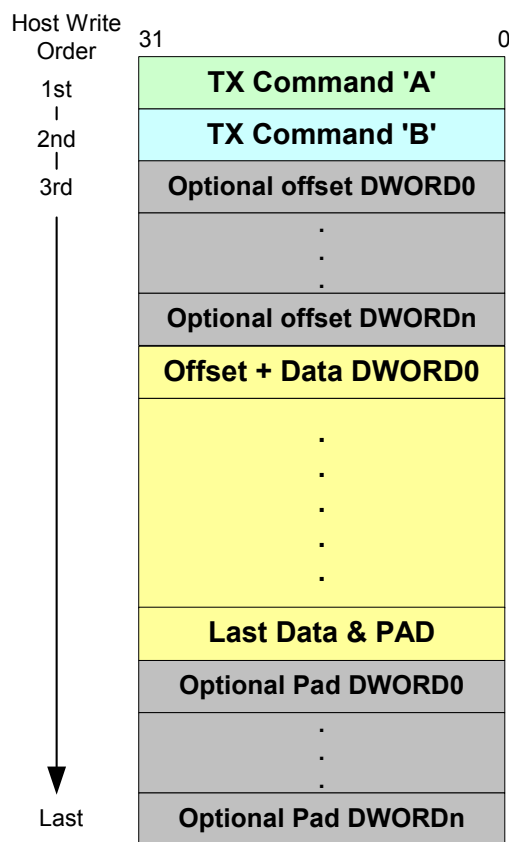 Host Write
Order
31 0
1st
TX Command 'A'
2nd
TX Command 'B'
3rd
Optional offset DWORD0
.
.
.
Optional offset DWORDn
Offset + Data DWORD0
.
.
.
.
.
Last Data & PAD
Optional Pad DWORD0
.
.
.
Last
Optional Pad DWORDn